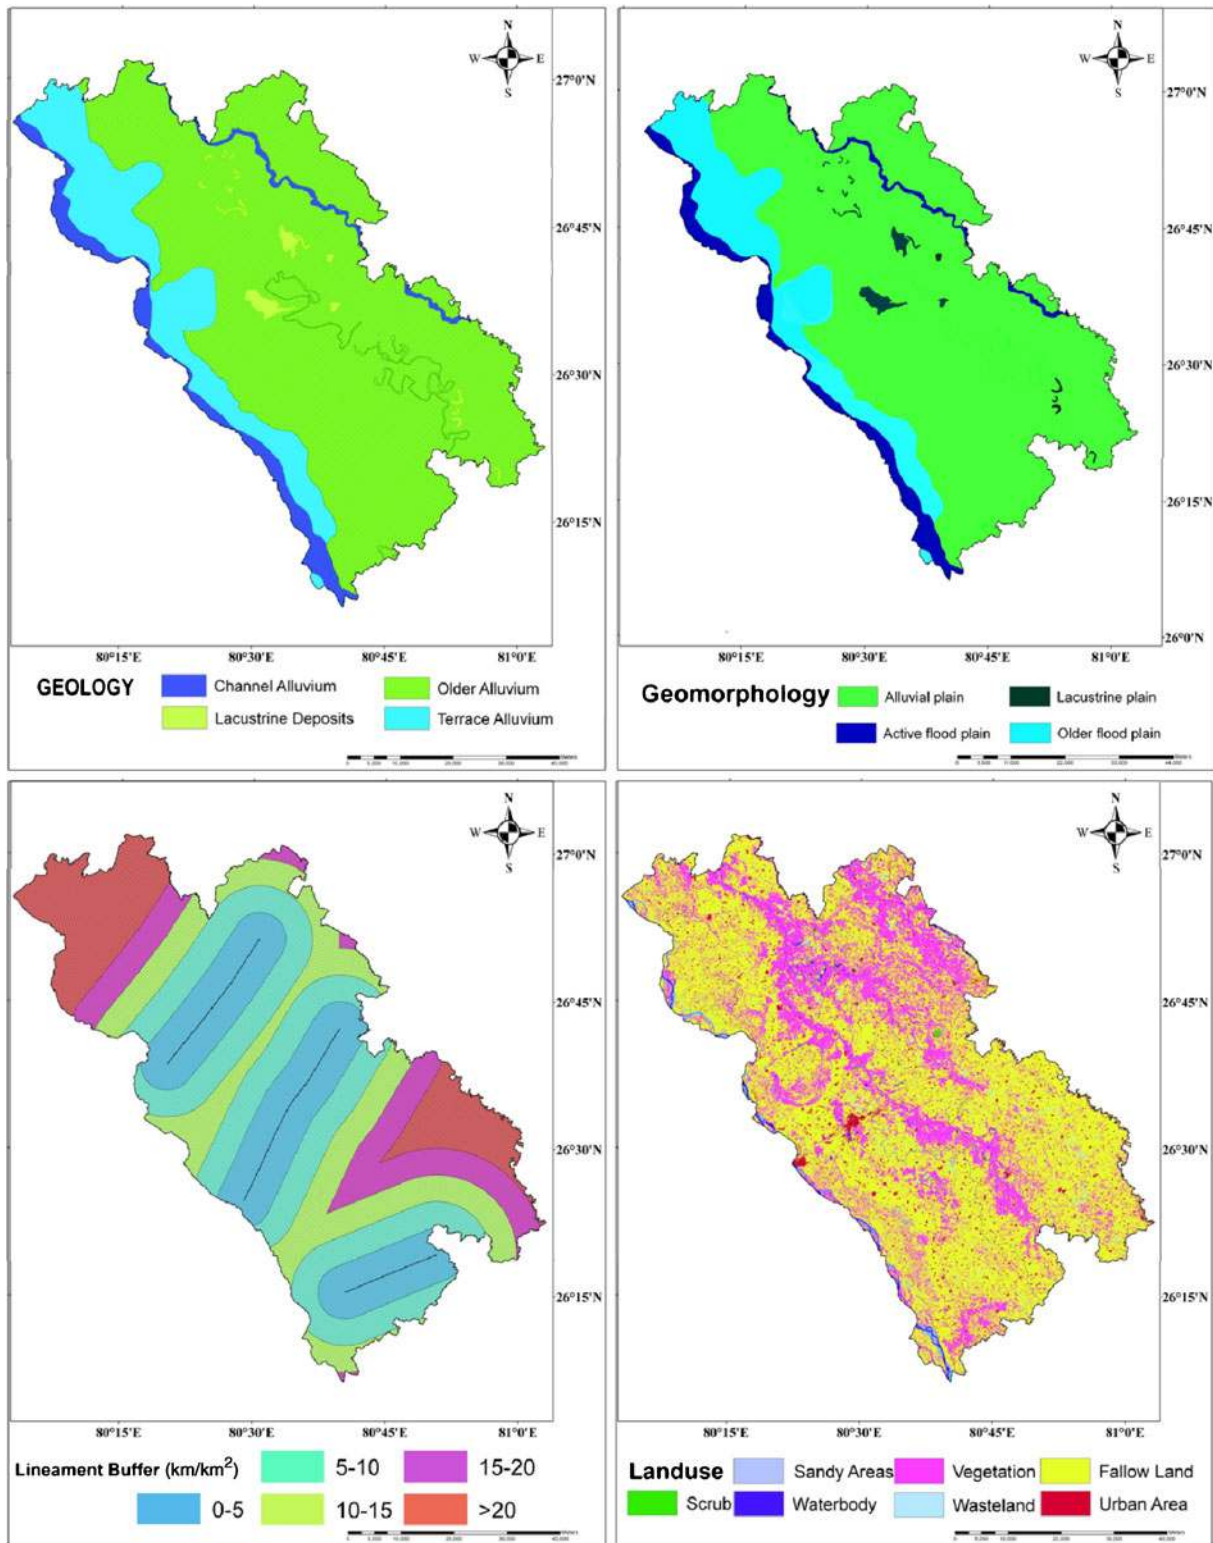 N
W E
S
27°0'N
26°45'N
26°30'N
26°15'N
80°15'E 80°30'E 80°45'E 81°0'E
GEOLOGY
Channel Alluvium
Older Alluvium
Lacustrine Deposits
Terrace Alluvium
N
W E
S
27°0'N
26°45'N
26°30'N
26°15'N
26°0'N
80°15'E 80°30'E 80°45'E 81°0'E
Geomorphology
Alluvial plain
Lacustrine plain
Active flood plain
Older flood plain
N
W E
S
27°0'N
26°45'N
26°30'N
26°15'N
80°15'E 80°30'E 80°45'E 81°0'E
Lineament Buffer (km/km²)
5-10
15-20
0-5
10-15
>20
N
W E
S
27°0'N
26°45'N
26°30'N
26°15'N
80°15'E 80°30'E 80°45'E 81°0'E
Landuse
Sandy Areas
Vegetation
Fallow Land
Scrub
Waterbody
Wasteland
Urban Area